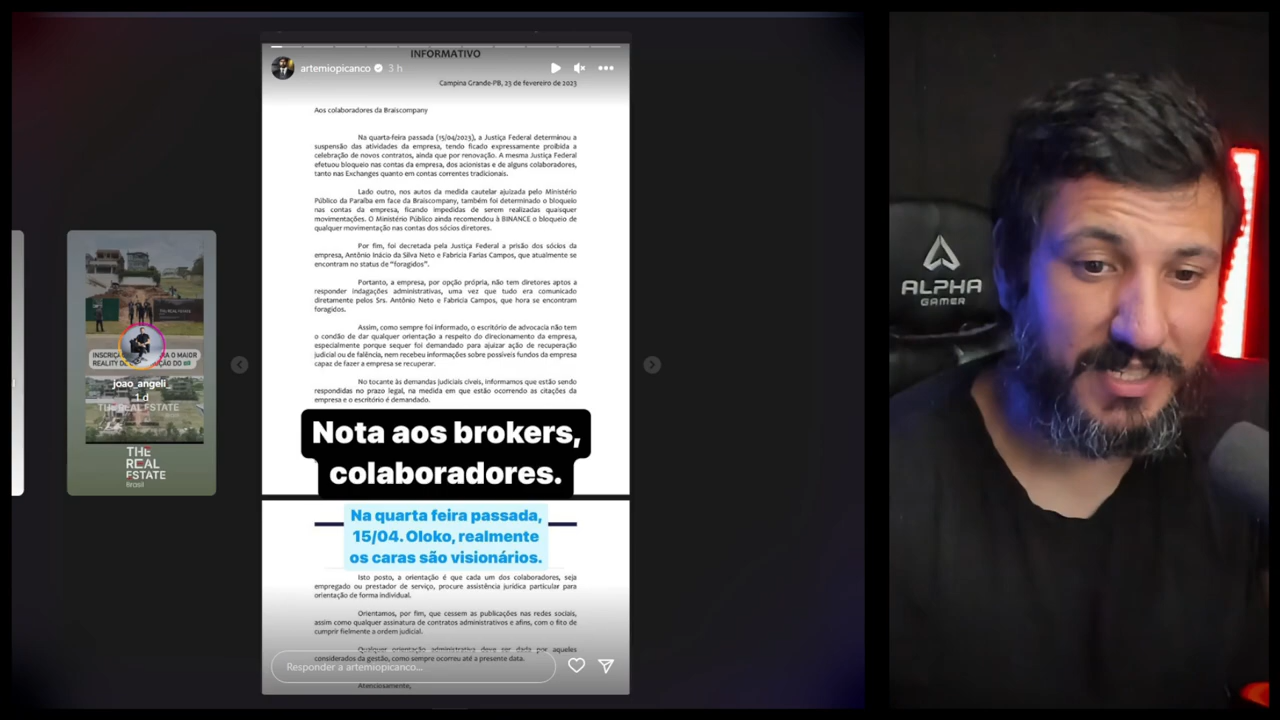 INFORMATIVO
artemiopicanco 3 h
Campina Grande-PB, 23 de fevereiro de 2023
Aos colaboradores da Braiscompany
Na quarta-feira passada (15/04/2023), a Justiça Federal determinou a
suspensão das atividades da empresa, tendo ficado expressamente proibida a
celebração de novos contratos, ainda que por renovação. A mesma Justiça Federal
efetuou bloqueio nas contas da empresa, dos acionistas e de alguns colaboradores,
tanto nas Exchanges quanto em contas correntes tradicionais.
Lado outro, nos autos da medida cautelar ajuizada pelo Ministério
Público da Paraíba em face da Braiscompany, também foi determinado o bloqueio
nas contas da empresa, ficando impedidas de serem realizadas quaisquer
movimentações. O Ministério Público ainda recomendou à BINANCE o bloqueio de
qualquer movimentação nas contas dos sócios diretores.
Por fim, foi decretada pela Justiça Federal a prisão dos sócios da
empresa, Antônio Inácio da Silva Neto e Fabricia Farias Campos, que atualmente se
encontram no status de “foragidos”.
Portanto, a empresa, por opção própria, não tem diretores aptos a
responder indagações administrativas, uma vez que tudo era comunicado
diretamente pelos Srs. Antônio Neto e Fabricia Campos, que hora se encontram
foragidos.
Assim, como sempre foi informado, o escritório de advocacia não tem
o condão de dar qualquer orientação a respeito do direcionamento da empresa,
especialmente porque sequer foi demandado para ajuizar ação de recuperação
judicial ou de falência, nem recebeu informações sobre possíveis fundos da empresa
capaz de fazer a empresa se recuperar.
No tocante às demandas judiciais cíveis, informamos que estão sendo
respondidas no prazo legal, na medida em que estão ocorrendo as citações da
empresa e o escritório é demandado.
Nota aos brokers,
colaboradores.
Na quarta feira passada,
15/04. Oloko, realmente
os caras são visionários.
Isto posto, a orientação é que cada um dos colaboradores, seja
empregado ou prestador de serviço, procure assistência jurídica particular para
orientação de forma individual.
Orientamos, por fim, que cessem as publicações nas redes sociais,
assim como qualquer assinatura de contratos administrativos e afins, com o fito de
cumprir fielmente a ordem judicial.
Qualquer orientação administrativa deve ser dada por aqueles
considerados da gestão, como sempre ocorreu até a presente data.
Responder a artemiopicanco...
Atenciosamente,
joao_angeli_
1 d
THE REAL ESTATE
THE
REAL
ESTATE
Brasil
ALPHA
GAMER